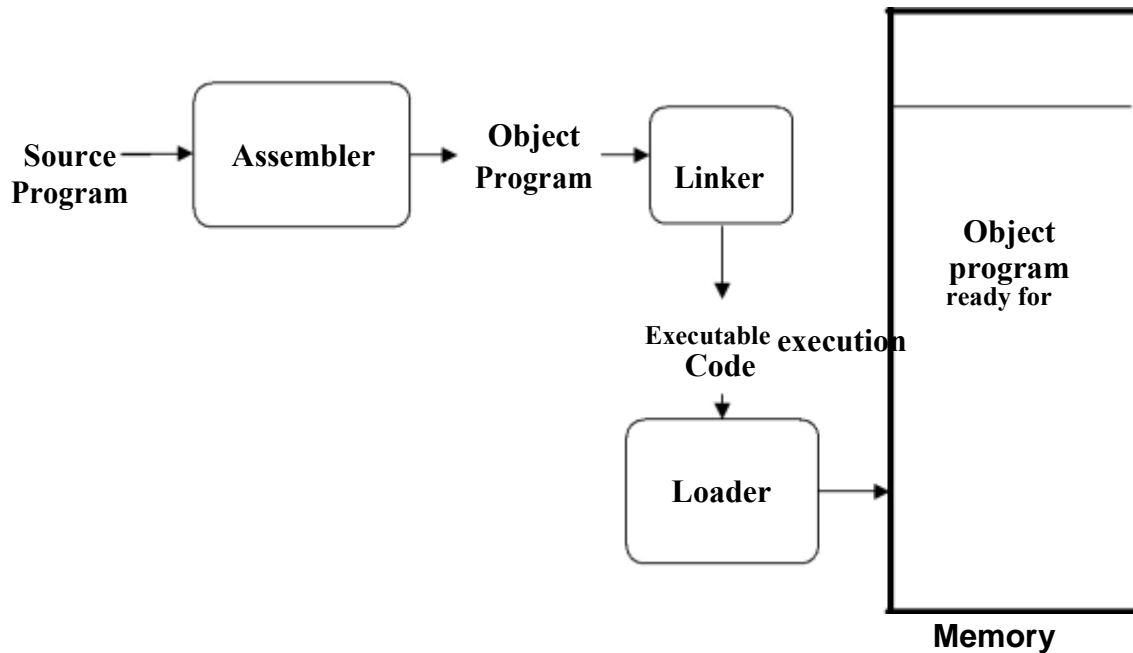 Source
Program
Assembler
Object
Program
Linker
Executable execution
Code
Loader
Object
program
ready for
Memory